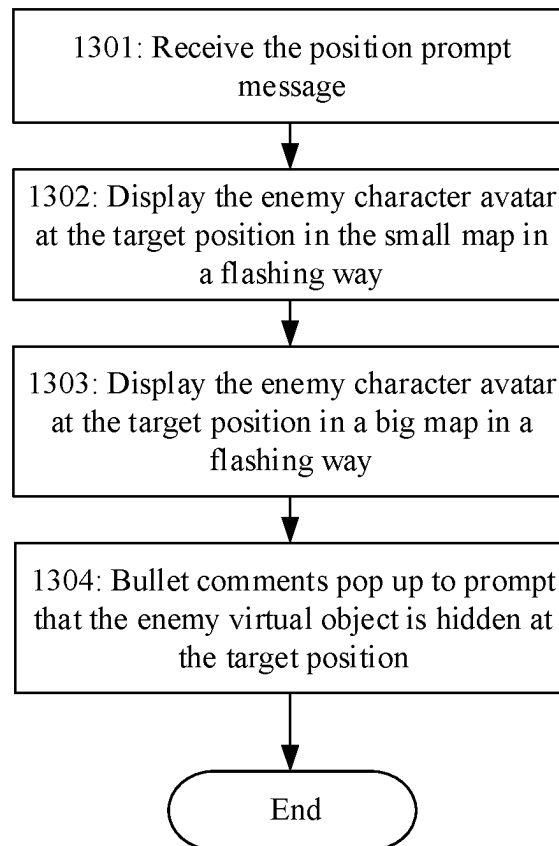 1301: Receive the position prompt
message
1302: Display the enemy character avatar
at the target position in the small map in
a flashing way
1303: Display the enemy character avatar
at the target position in a big map in a
flashing way
1304: Bullet comments pop up to prompt
that the enemy virtual object is hidden at
the target position
End